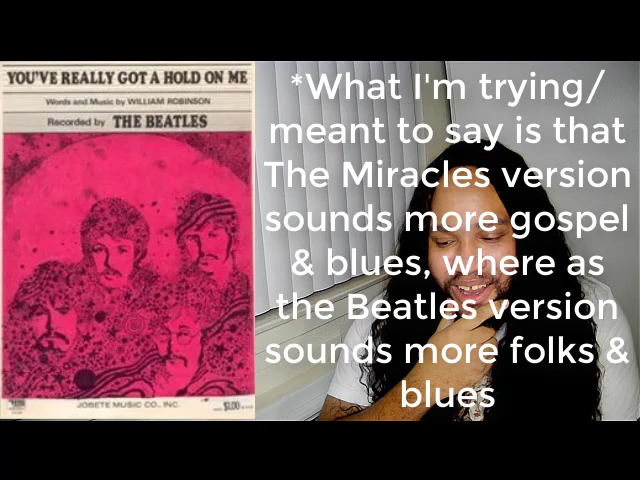 YOU'VE REALLY GOT A HOLD ON ME
Words and Music by WILLIAM ROBINSON
Recorded by THE BEATLES
JOBETE MUSIC CO., INC.
$1.00
*What I'm trying/
meant to say is that
The Miracles version
sounds more gospel
& blues, where as
the Beatles version
sounds more folks &
blues